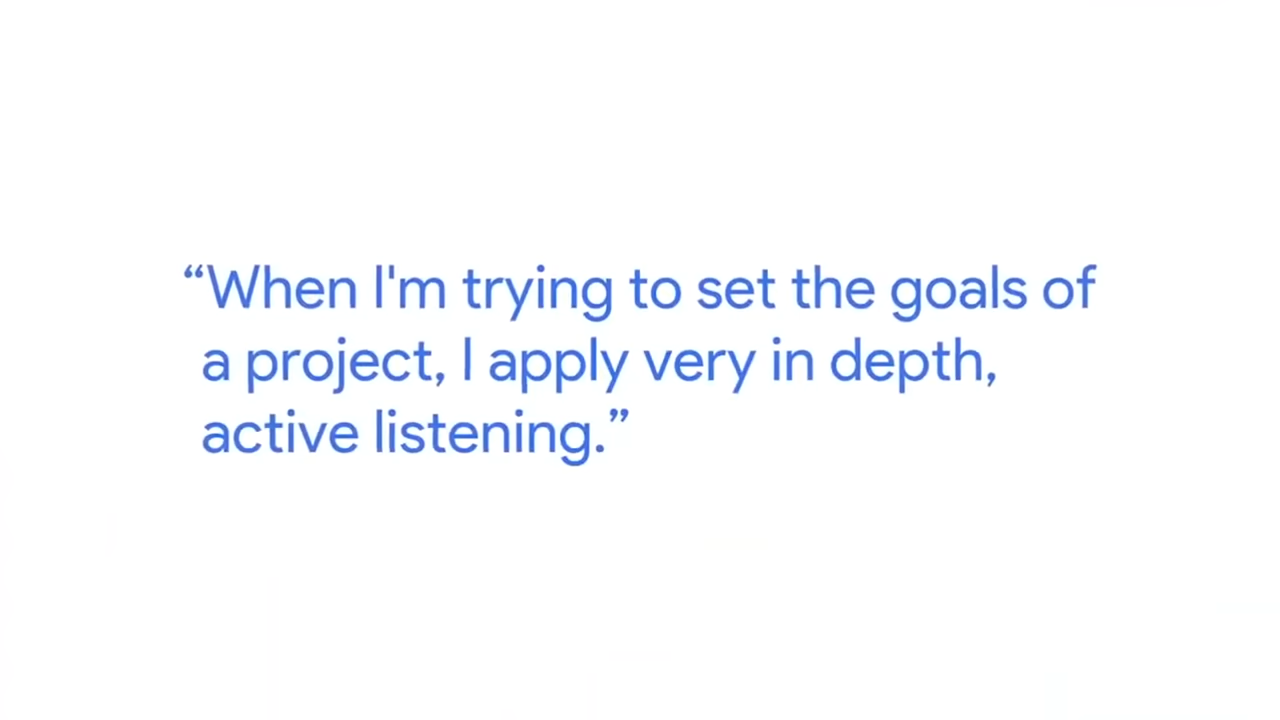 “When I'm trying to set the goals of
a project, I apply very in depth,
active listening.”